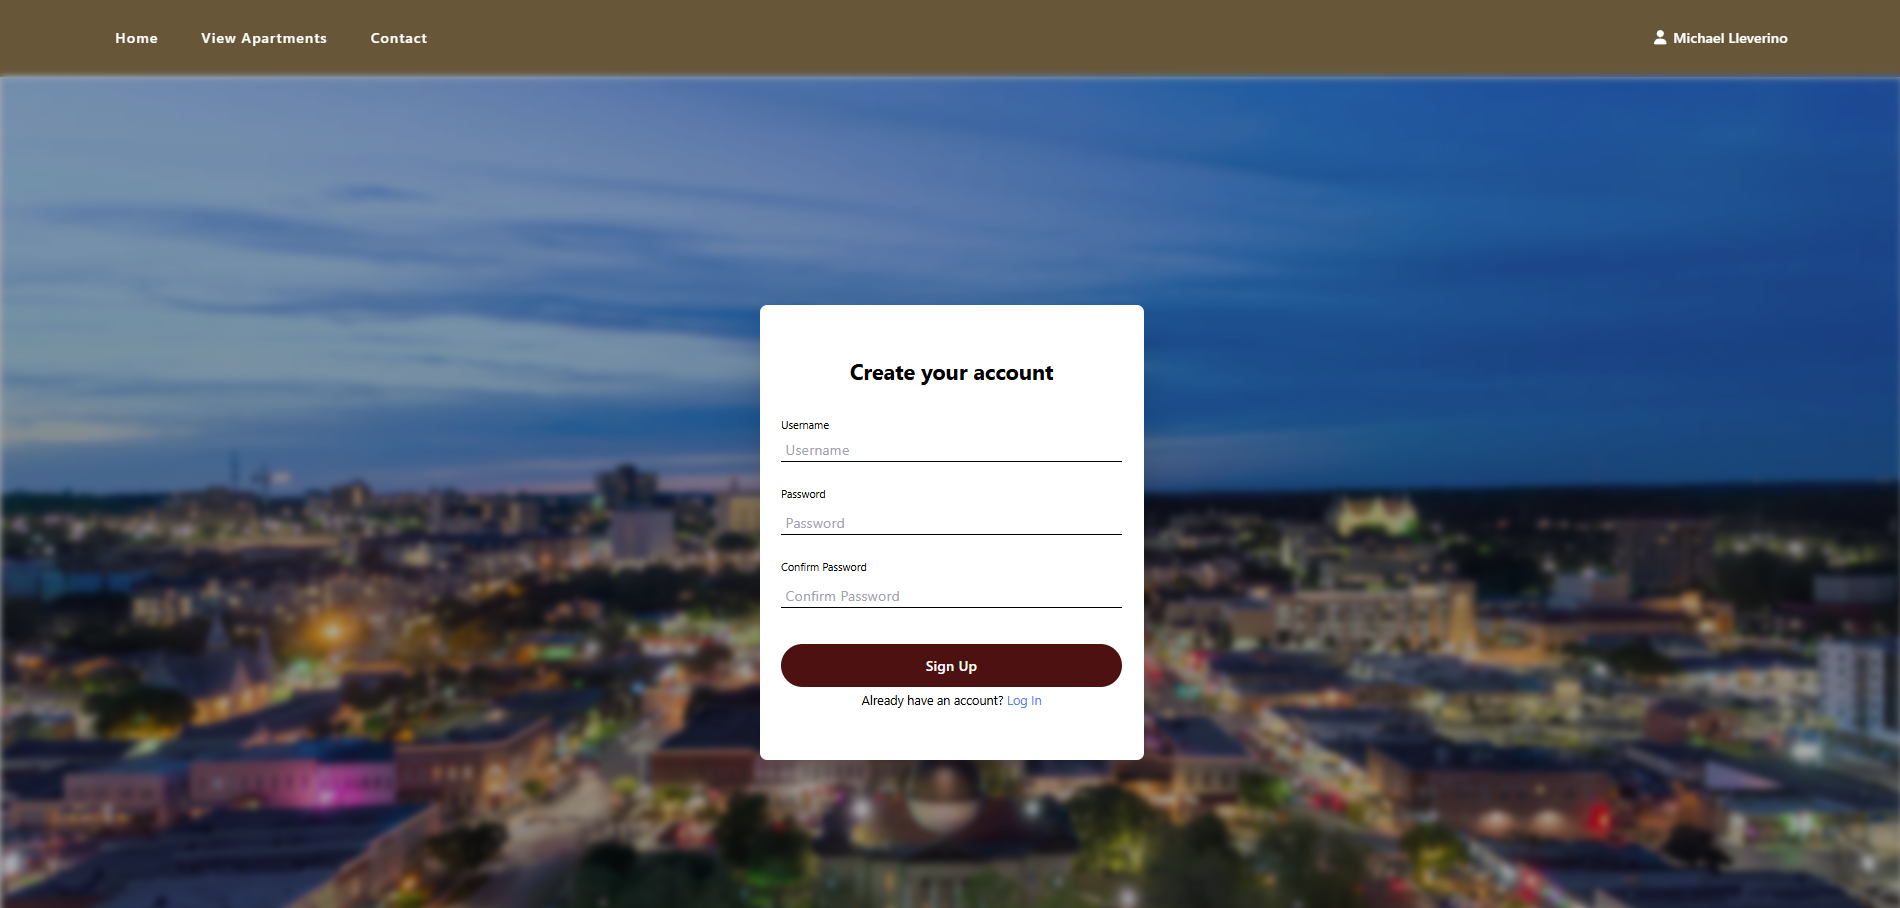 Home View Apartments Contact Michael Lleverino
Create your account
Username
Username
Password
Password
Confirm Password
Confirm Password
Sign Up
Already have an account? Log In